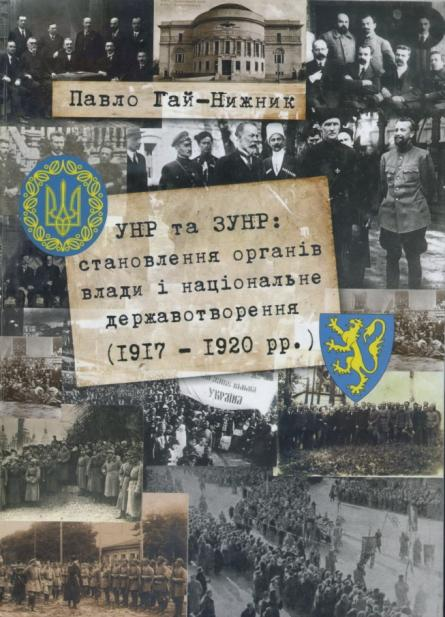 Павло Гай-Нижник
УНР та ЗУНР:
становлення органів
влади і національне
державотворення
(1917 – 1920 рр.)
УКРАЇНА